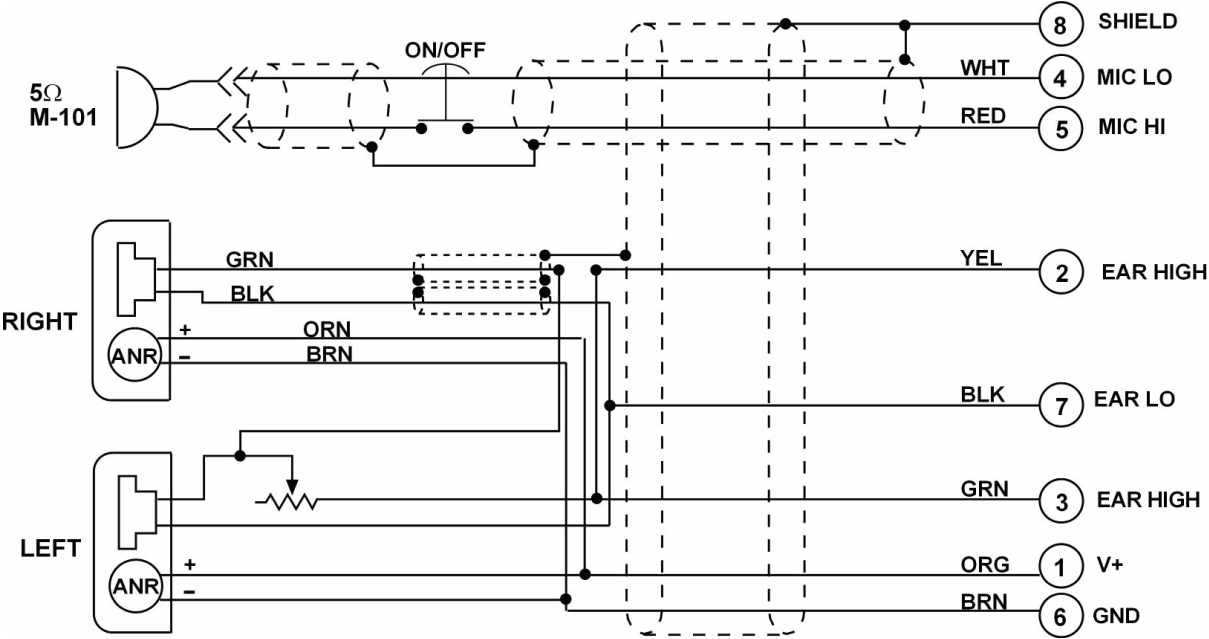 8 SHIELD
ON/OFF
WHT 4 MIC LO
5Ω
M-101
RED 5 MIC HI
GRN
YEL 2 EAR HIGH
BLK
RIGHT
+ ORN
ANR
– BRN
BLK 7 EAR LO
GRN 3 EAR HIGH
LEFT
+ ORG 1 V+
ANR
– BRN 6 GND